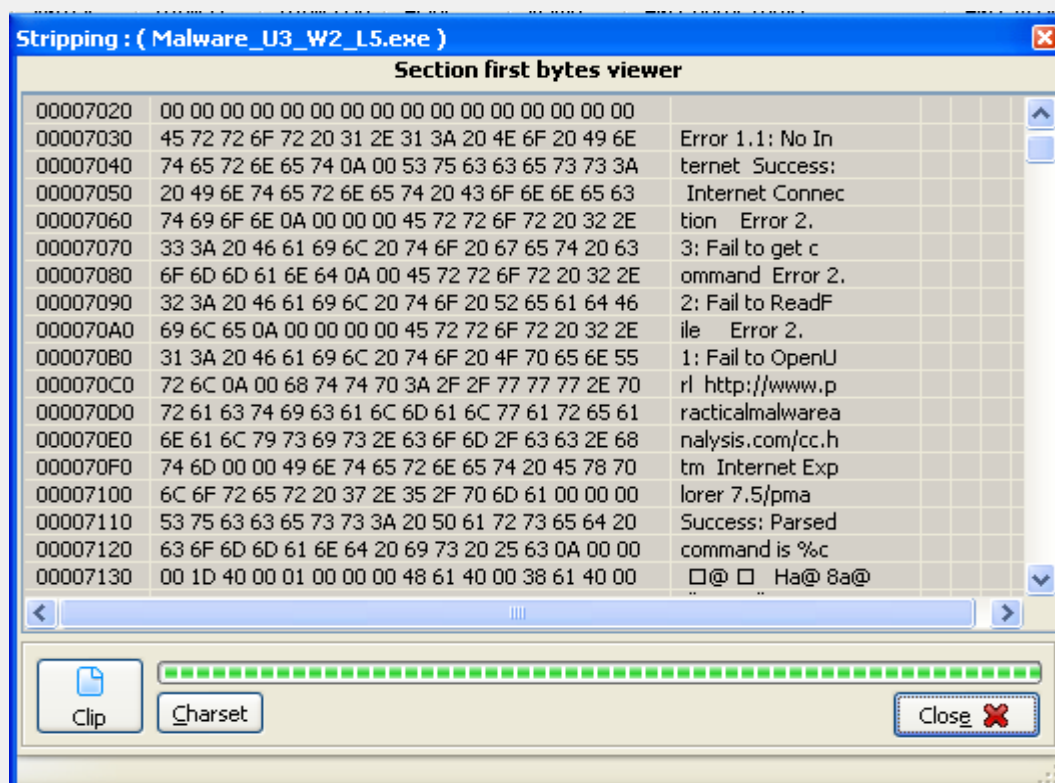 Stripping : ( Malware_U3_W2_L5.exe )
Section first bytes viewer
00007020 00 00 00 00 00 00 00 00 00 00 00 00 00 00 00 00
00007030 45 72 72 6F 72 20 31 2E 31 3A 20 4E 6F 20 49 6E Error 1.1: No In
00007040 74 65 72 6E 65 74 0A 00 53 75 63 63 65 73 73 3A ternet Success:
00007050 20 49 6E 74 65 72 6E 65 74 20 43 6F 6E 6E 65 63 Internet Connec
00007060 74 69 6F 6E 0A 00 00 00 45 72 72 6F 72 20 32 2E tion Error 2.
00007070 33 3A 20 46 61 69 6C 20 74 6F 20 67 65 74 20 63 3: Fail to get c
00007080 6F 6D 6D 61 6E 64 0A 00 45 72 72 6F 72 20 32 2E ommand Error 2.
00007090 32 3A 20 46 61 69 6C 20 74 6F 20 52 65 61 64 46 2: Fail to ReadF
000070A0 69 6C 65 0A 00 00 00 00 45 72 72 6F 72 20 32 2E ile Error 2.
000070B0 31 3A 20 46 61 69 6C 20 74 6F 20 4F 70 65 6E 55 1: Fail to OpenU
000070C0 72 6C 0A 00 68 74 74 70 3A 2F 2F 77 77 77 2E 70 rl http://www.p
000070D0 72 61 63 74 69 63 61 6C 6D 61 6C 77 61 72 65 61 racticalmalwarea
000070E0 6E 61 6C 79 73 69 73 2E 63 6F 6D 2F 63 63 2E 68 nalysis.com/cc.h
000070F0 74 6D 00 00 49 6E 74 65 72 6E 65 74 20 45 78 70 tm Internet Exp
00007100 6C 6F 72 65 72 20 37 2E 35 2F 70 6D 61 00 00 00 lorer 7.5/pma
00007110 53 75 63 63 65 73 73 3A 20 50 61 72 73 65 64 20 Success: Parsed
00007120 63 6F 6D 6D 61 6E 64 20 69 73 20 25 63 0A 00 00 command is %c
00007130 00 1D 40 00 01 00 00 00 48 61 40 00 38 61 40 00 □@ □ Ha@ 8a@
Clip
Charset
Close